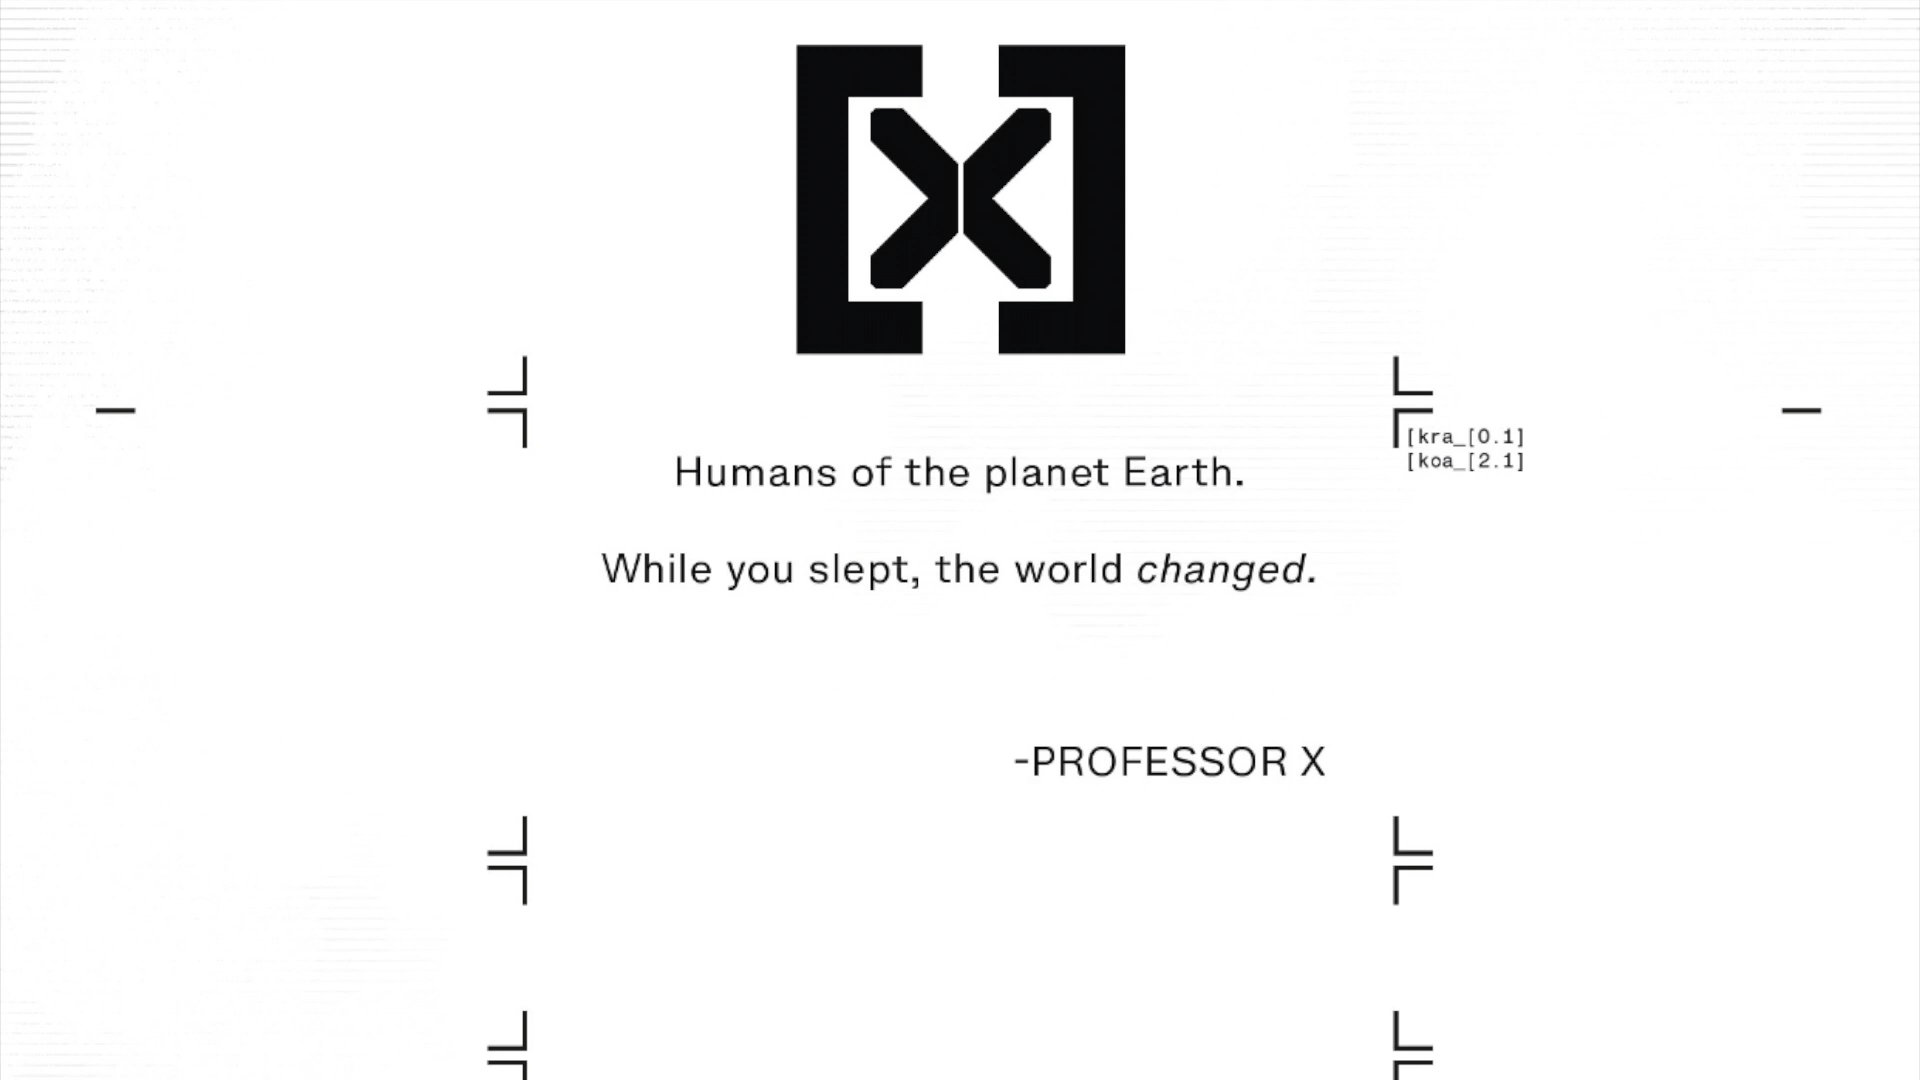 [X]
[kra_[0.1]
[koa_[2.1]
Humans of the planet Earth.
While you slept, the world changed.
-PROFESSOR X